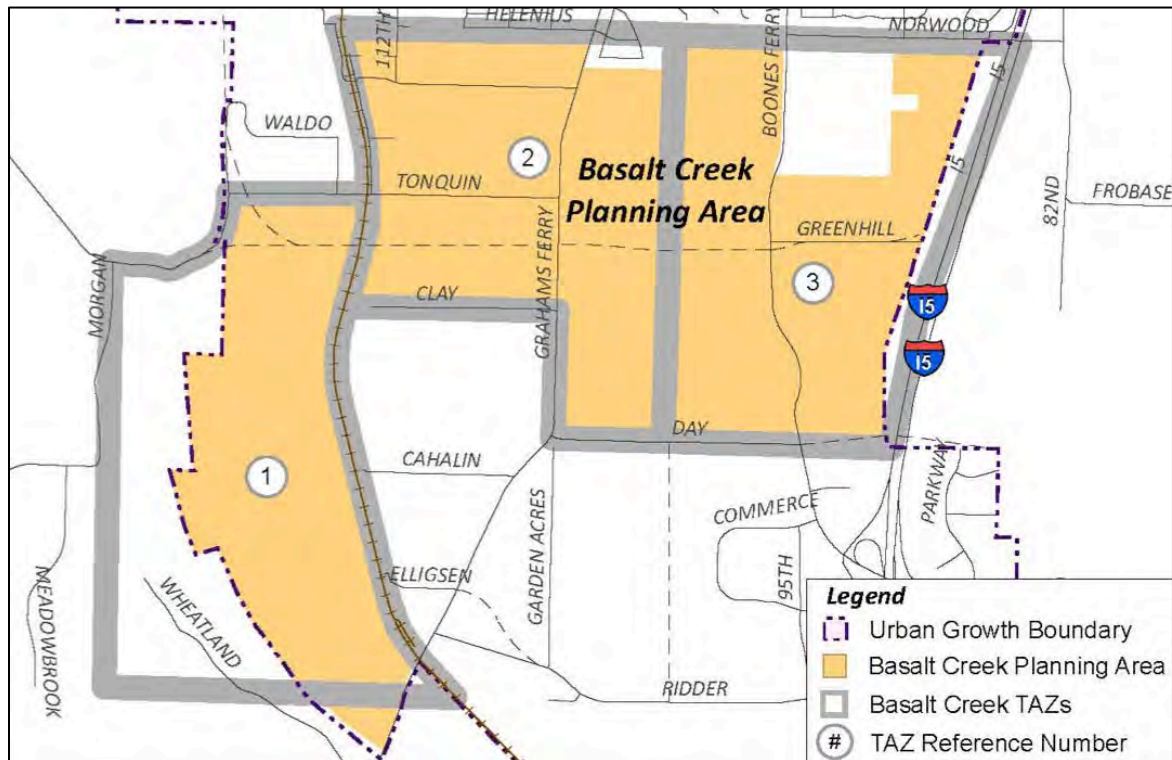 HELENIUS
NORWOOD
112TH
BOONES FERRY
I5
WALDO
2
Basalt Creek
Planning Area
I5
82ND
FROBASE
TONQUIN
GREENHILL
MORGAN
GRAHAMS FERRY
3
15
CLAY
15
DAY
CAHALIN
1
COMMERCE
PARKWAY
ELLIGSEN
GARDEN ACRES
95TH
MEADOWBROOK
WHEATLAND
RIDDER
Legend
Urban Growth Boundary
Basalt Creek Planning Area
Basalt Creek TAZs
# TAZ Reference Number